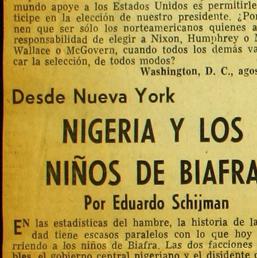 mundo apoye a los Estados Unidos es permitirle
ticipe en la elección de nuestro presidente. ¿Por
nen que ser sólo los norteamericanos quienes a
responsabilidad de elegir a Nixon, Humphrey o M
Wallace o McGovern, cuando todos los demás va
car la selección, de todos modos?
Washington, D. C., agos
Desde Nueva York
NIGERIA Y LOS
NIÑOS DE BIAFRA
Por Eduardo Schijman
EN las estadísticas del hambre, la historia de la
dad tiene escasos paralelos con lo que hoy
rriendo a los niños de Biafra. Las dos facciones
bles, el gobierno central nigeriano y el disidente